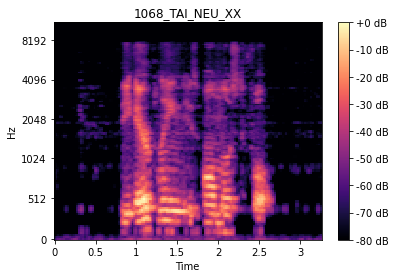 1068_TAI_NEU_XX
8192
4096
2048
1024
512
0
Hz
0 0.5 1 1.5 2 2.5 3
Time
+0 dB
-10 dB
-20 dB
-30 dB
-40 dB
-50 dB
-60 dB
-70 dB
-80 dB